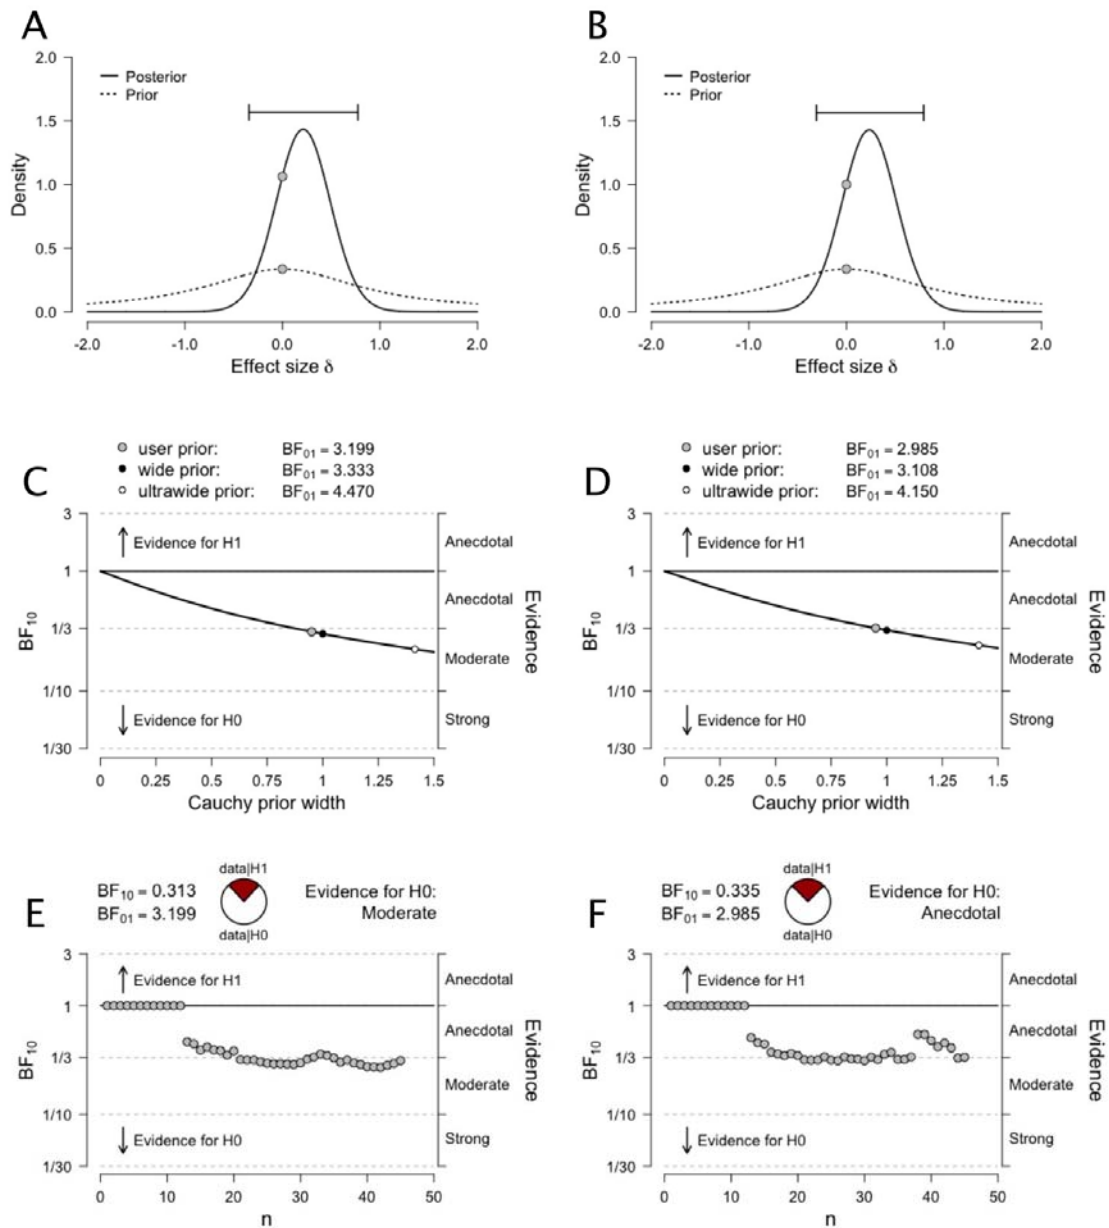 A
2.0
1.5
1.0
0.5
0.0
Density
Posterior
Prior
-2.0 -1.0 0.0 1.0 2.0
Effect size δ
B
2.0
1.5
1.0
0.5
0.0
Density
Posterior
Prior
-2.0 -1.0 0.0 1.0 2.0
Effect size δ
C
user prior: BF01 = 3.199
wide prior: BF01 = 3.333
ultrawide prior: BF01 = 4.470
3
1
1/3
1/10
1/30
BF10
Evidence for H1
Evidence for H0
Anecdotal
Anecdotal
Moderate
Strong
Evidence
0 0.25 0.5 0.75 1 1.25 1.5
Cauchy prior width
D
user prior: BF01 = 2.985
wide prior: BF01 = 3.108
ultrawide prior: BF01 = 4.150
3
1
1/3
1/10
1/30
BF10
Evidence for H1
Evidence for H0
Anecdotal
Anecdotal
Moderate
Strong
Evidence
0 0.25 0.5 0.75 1 1.25 1.5
Cauchy prior width
E
BF10 = 0.313
BF01 = 3.199
data|H1
data|H0
Evidence for H0:
Moderate
3
1
1/3
1/10
1/30
BF10
Evidence for H1
Evidence for H0
Anecdotal
Anecdotal
Moderate
Strong
Evidence
0 10 20 30 40 50
n
F
BF10 = 0.335
BF01 = 2.985
data|H1
data|H0
Evidence for H0:
Anecdotal
3
1
1/3
1/10
1/30
BF10
Evidence for H1
Evidence for H0
Anecdotal
Anecdotal
Moderate
Strong
Evidence
0 10 20 30 40 50
n